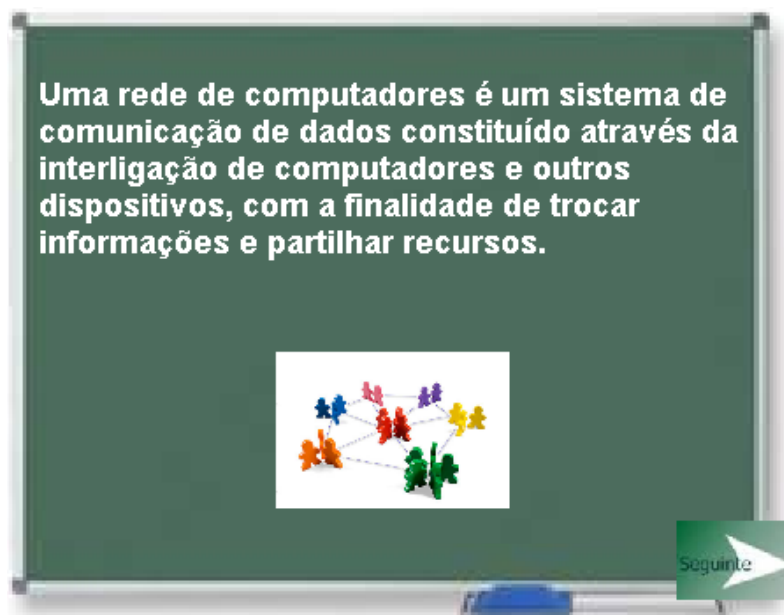 Uma rede de computadores é um sistema de
comunicação de dados constituído através da
interligação de computadores e outros
dispositivos, com a finalidade de trocar
informações e partilhar recursos.
Seguinte